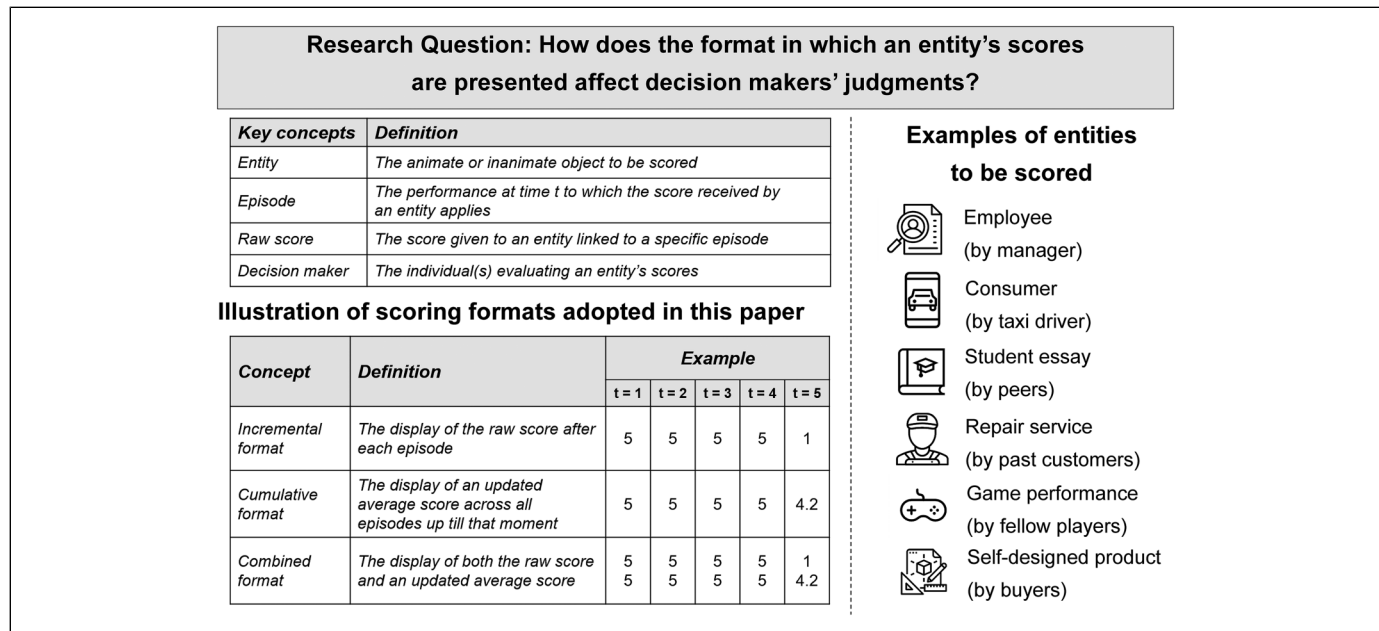 Research Question: How does the format in which an entity's scores
are presented affect decision makers' judgments?
Key concepts Definition
Entity The animate or inanimate object to be scored
Episode The performance at time t to which the score received by
an entity applies
Raw score The score given to an entity linked to a specific episode
Decision maker The individual(s) evaluating an entity's scores
Illustration of scoring formats adopted in this paper
Concept Definition Example
t = 1 t = 2 t = 3 t = 4 t = 5
Incremental
format
The display of the raw score after
each episode
5 5 5 5 1
Cumulative
format
The display of an updated
average score across all
episodes up till that moment
5 5 5 5 4.2
Combined
format
The display of both the raw score
and an updated average score
5 5 5 5 1
5 5 5 5 4.2
Examples of entities
to be scored
Employee
(by manager)
Consumer
(by taxi driver)
Student essay
(by peers)
Repair service
(by past customers)
Game performance
(by fellow players)
Self-designed product
(by buyers)